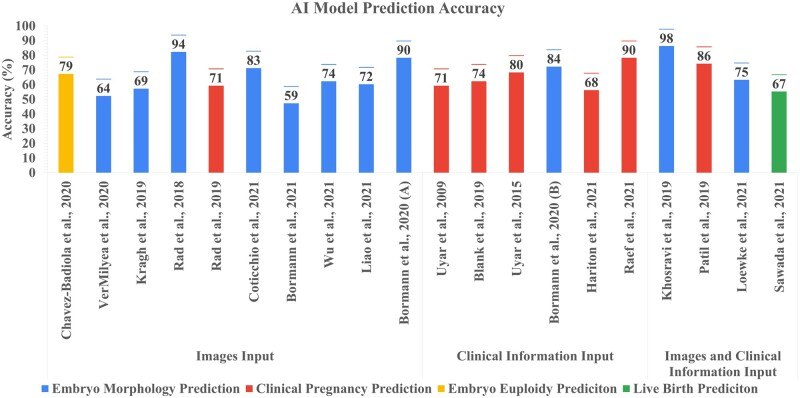 AI Model Prediction Accuracy
Accuracy (%)
100
90
80
70
60
50
40
30
20
10
0
79
64
69
94
71
83
59
74
72
90
71
74
80
84
68
90
98
86
75
67
Chavez-Badiola et al., 2020
VerMilyea et al., 2020
Kragh et al., 2019
Rad et al., 2018
Rad et al., 2019
Coticchio et al., 2021
Bormann et al., 2021
Wu et al., 2021
Liao et al., 2021
Bormann et al., 2020 (A)
Uyar et al., 2009
Blank et al., 2019
Uyar et al., 2015
Bormann et al., 2020 (B)
Hariton et al., 2021
Raef et al., 2021
Khosravi et al., 2019
Patil et al., 2019
Loewke et al., 2021
Sawada et al., 2021
Images Input
Clinical Information Input
Images and Clinical
Information Input
Embryo Morphology Prediction
Clinical Pregnancy Prediction
Embryo Euploidy Prediciton
Live Birth Prediciton